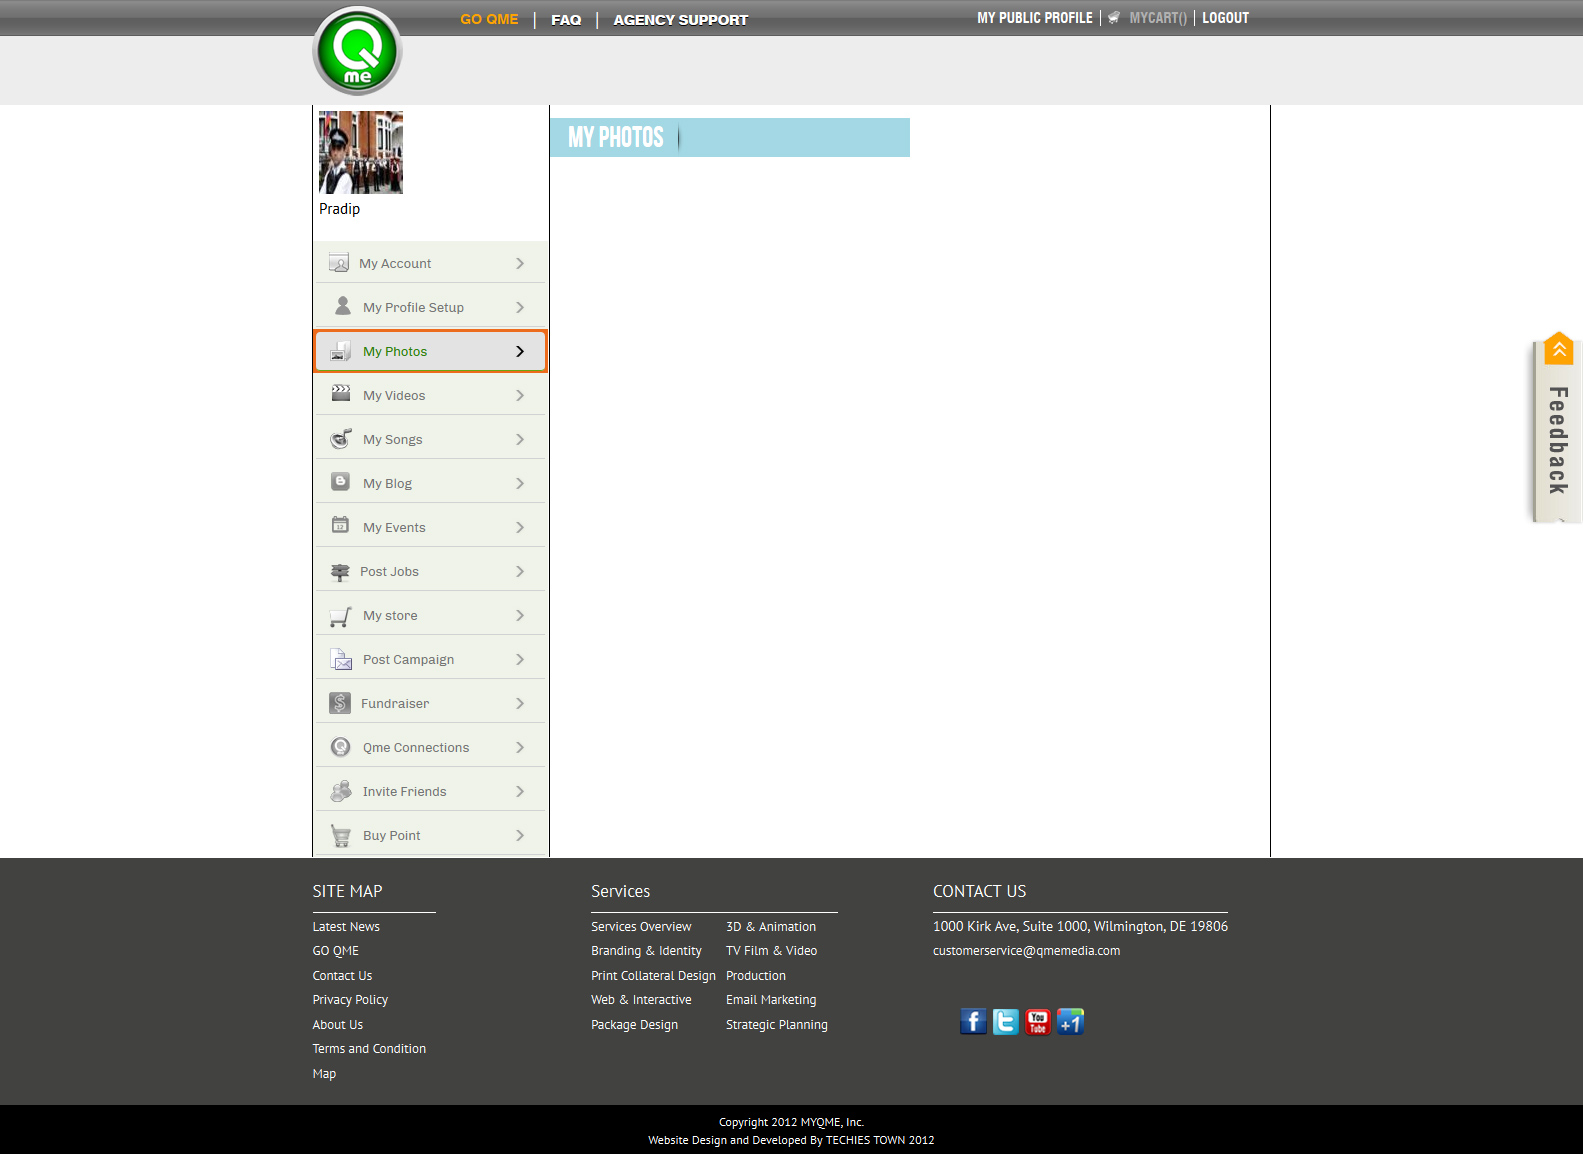 GO QME | FAQ | AGENCY SUPPORT
MY PUBLIC PROFILE | MYCART() | LOGOUT
Q
me
MY PHOTOS
Pradip
My Account
My Profile Setup
My Photos
My Videos
My Songs
My Blog
My Events
Post Jobs
My store
Post Campaign
Fundraiser
Qme Connections
Invite Friends
Buy Point
Feedback
SITE MAP
Latest News
GO QME
Contact Us
Privacy Policy
About Us
Terms and Condition
Map
Services
Services Overview
Branding & Identity
Print Collateral Design
Web & Interactive
Package Design
3D & Animation
TV Film & Video
Production
Email Marketing
Strategic Planning
CONTACT US
1000 Kirk Ave, Suite 1000, Wilmington, DE 19806
customerservice@qmemedia.com
f
t
You
Tube
+1
Copyright 2012 MYQME, Inc.
Website Design and Developed By TECHIES TOWN 2012